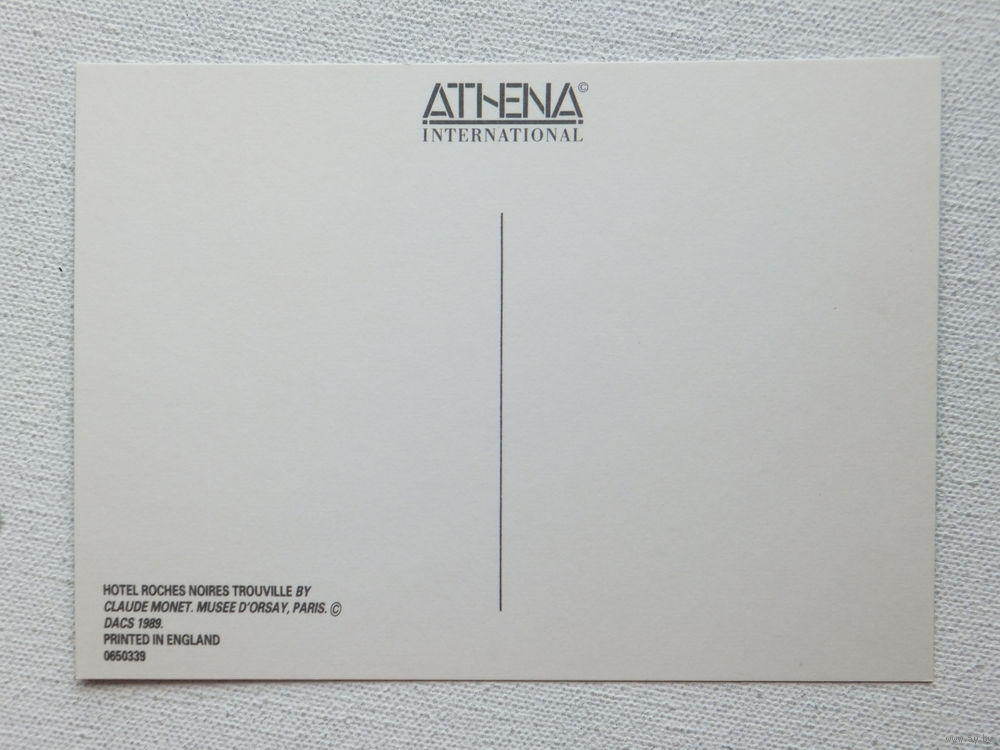 ATHENA©
INTERNATIONAL
HOTEL ROCHES NOIRES TROUVILLE BY
CLAUDE MONET. MUSEE D'ORSAY, PARIS. ©
DACS 1989.
PRINTED IN ENGLAND
0650339